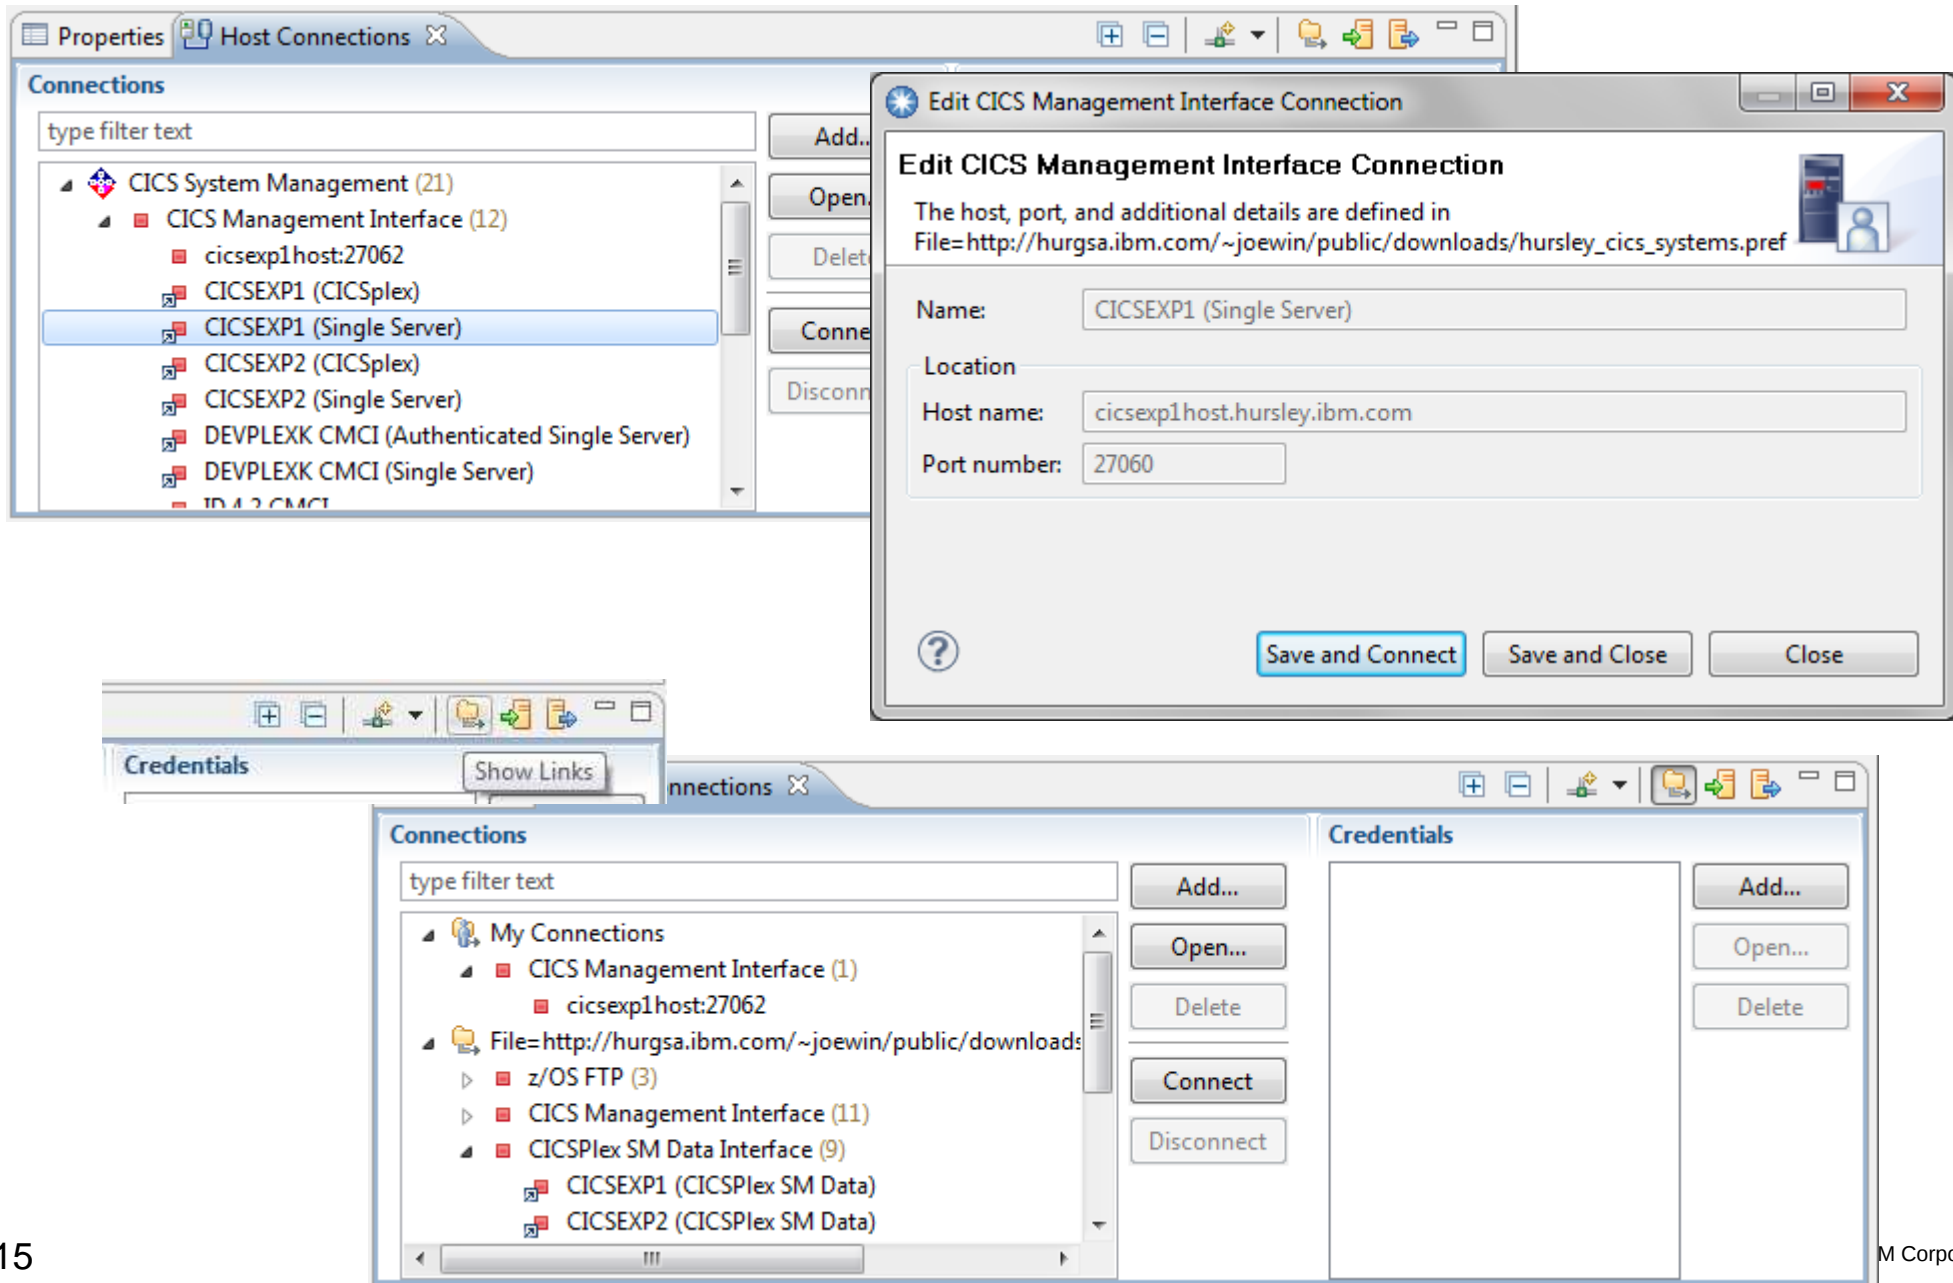 Properties
Host Connections
Connections
type filter text
Add..
CICS System Management (21)
Open.
CICS Management Interface (12)
cicsexp1host:27062
Delet
CICSEXP1 (CICSplex)
CICSEXP1 (Single Server)
Conne
CICSEXP2 (CICSplex)
CICSEXP2 (Single Server)
Disconn
DEVPLEXK CMCI (Authenticated Single Server)
DEVPLEXK CMCI (Single Server)
Edit CICS Management Interface Connection
Edit CICS Management Interface Connection
The host, port, and additional details are defined in
File=http://hurgsa.ibm.com/~joewin/public/downloads/hursley_cics_systems.pref
Name: CICSEXP1 (Single Server)
Location
Host name: cicsexp1host.hursley.ibm.com
Port number: 27060
Save and Connect
Save and Close
Close
Credentials
Show Links
nnections
Connections
Credentials
type filter text
Add...
Add...
My Connections
Open...
Open...
CICS Management Interface (1)
cicsexp1host:27062
Delete
Delete
File=http://hurgsa.ibm.com/~joewin/public/downloads
z/OS FTP (3)
Connect
CICS Management Interface (11)
CICSPlex SM Data Interface (9)
Disconnect
CICSEXP1 (CICSPlex SM Data)
CICSEXP2 (CICSPlex SM Data)
15
M Corpo